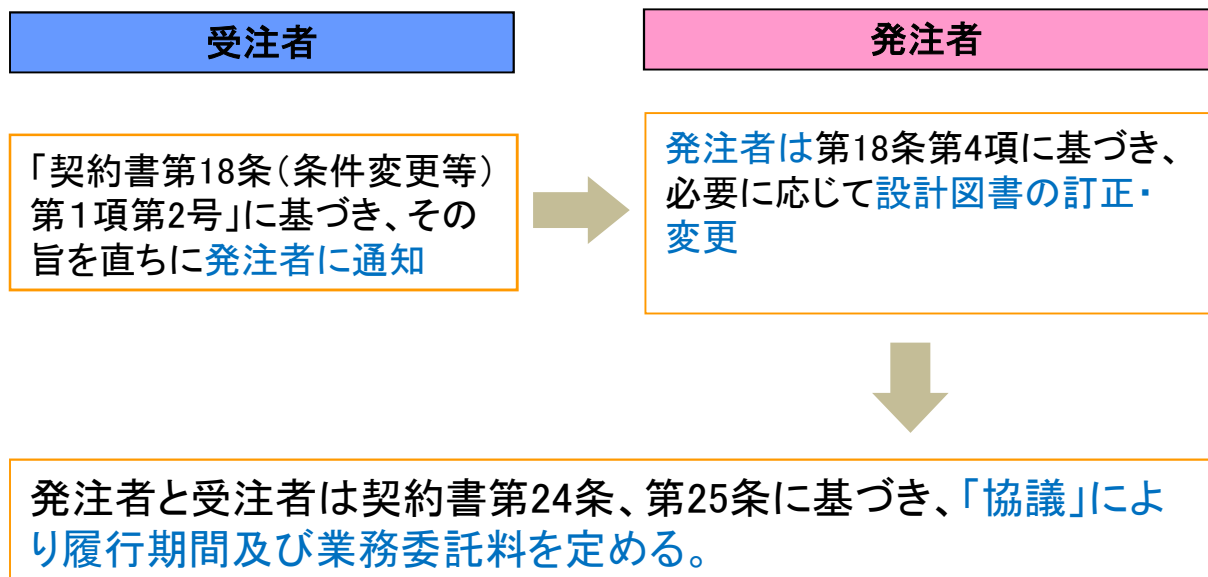 受注者
発注者
「契約書第18条(条件変更等)
第1項第2号」に基づき、その
旨を直ちに発注者に通知
発注者は第18条第4項に基づき、
必要に応じて設計図書の訂正・
変更
発注者と受注者は契約書第24条、第25条に基づき、「協議」によ
り履行期間及び業務委託料を定める。